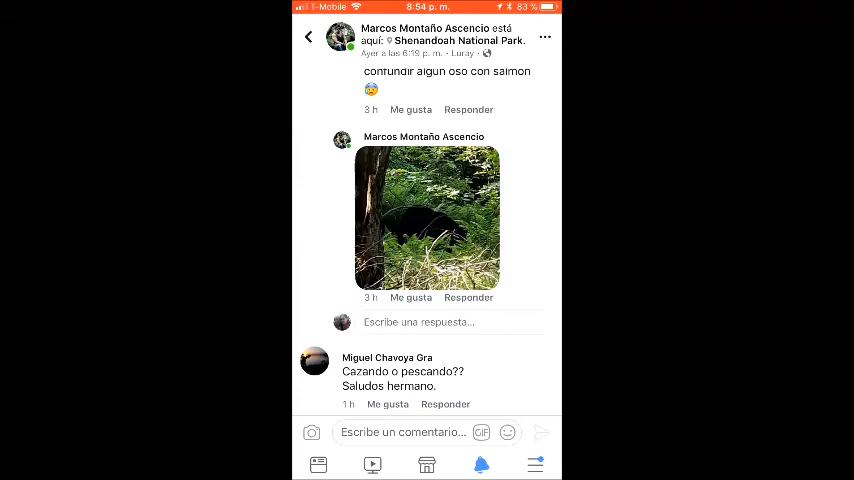 T-Mobile 8:54 p. m. 83 %
Marcos Montaño Ascencio está
aquí: Shenandoah National Park.
Ayer a las 6:19 p. m. · Luray ·
confundir algun oso con salmon
3 h Me gusta Responder
Marcos Montaño Ascencio
3 h Me gusta Responder
Escribe una respuesta...
Miguel Chavoya Gra
Cazando o pescando??
Saludos hermano.
1 h Me gusta Responder
Escribe un comentario... GIF